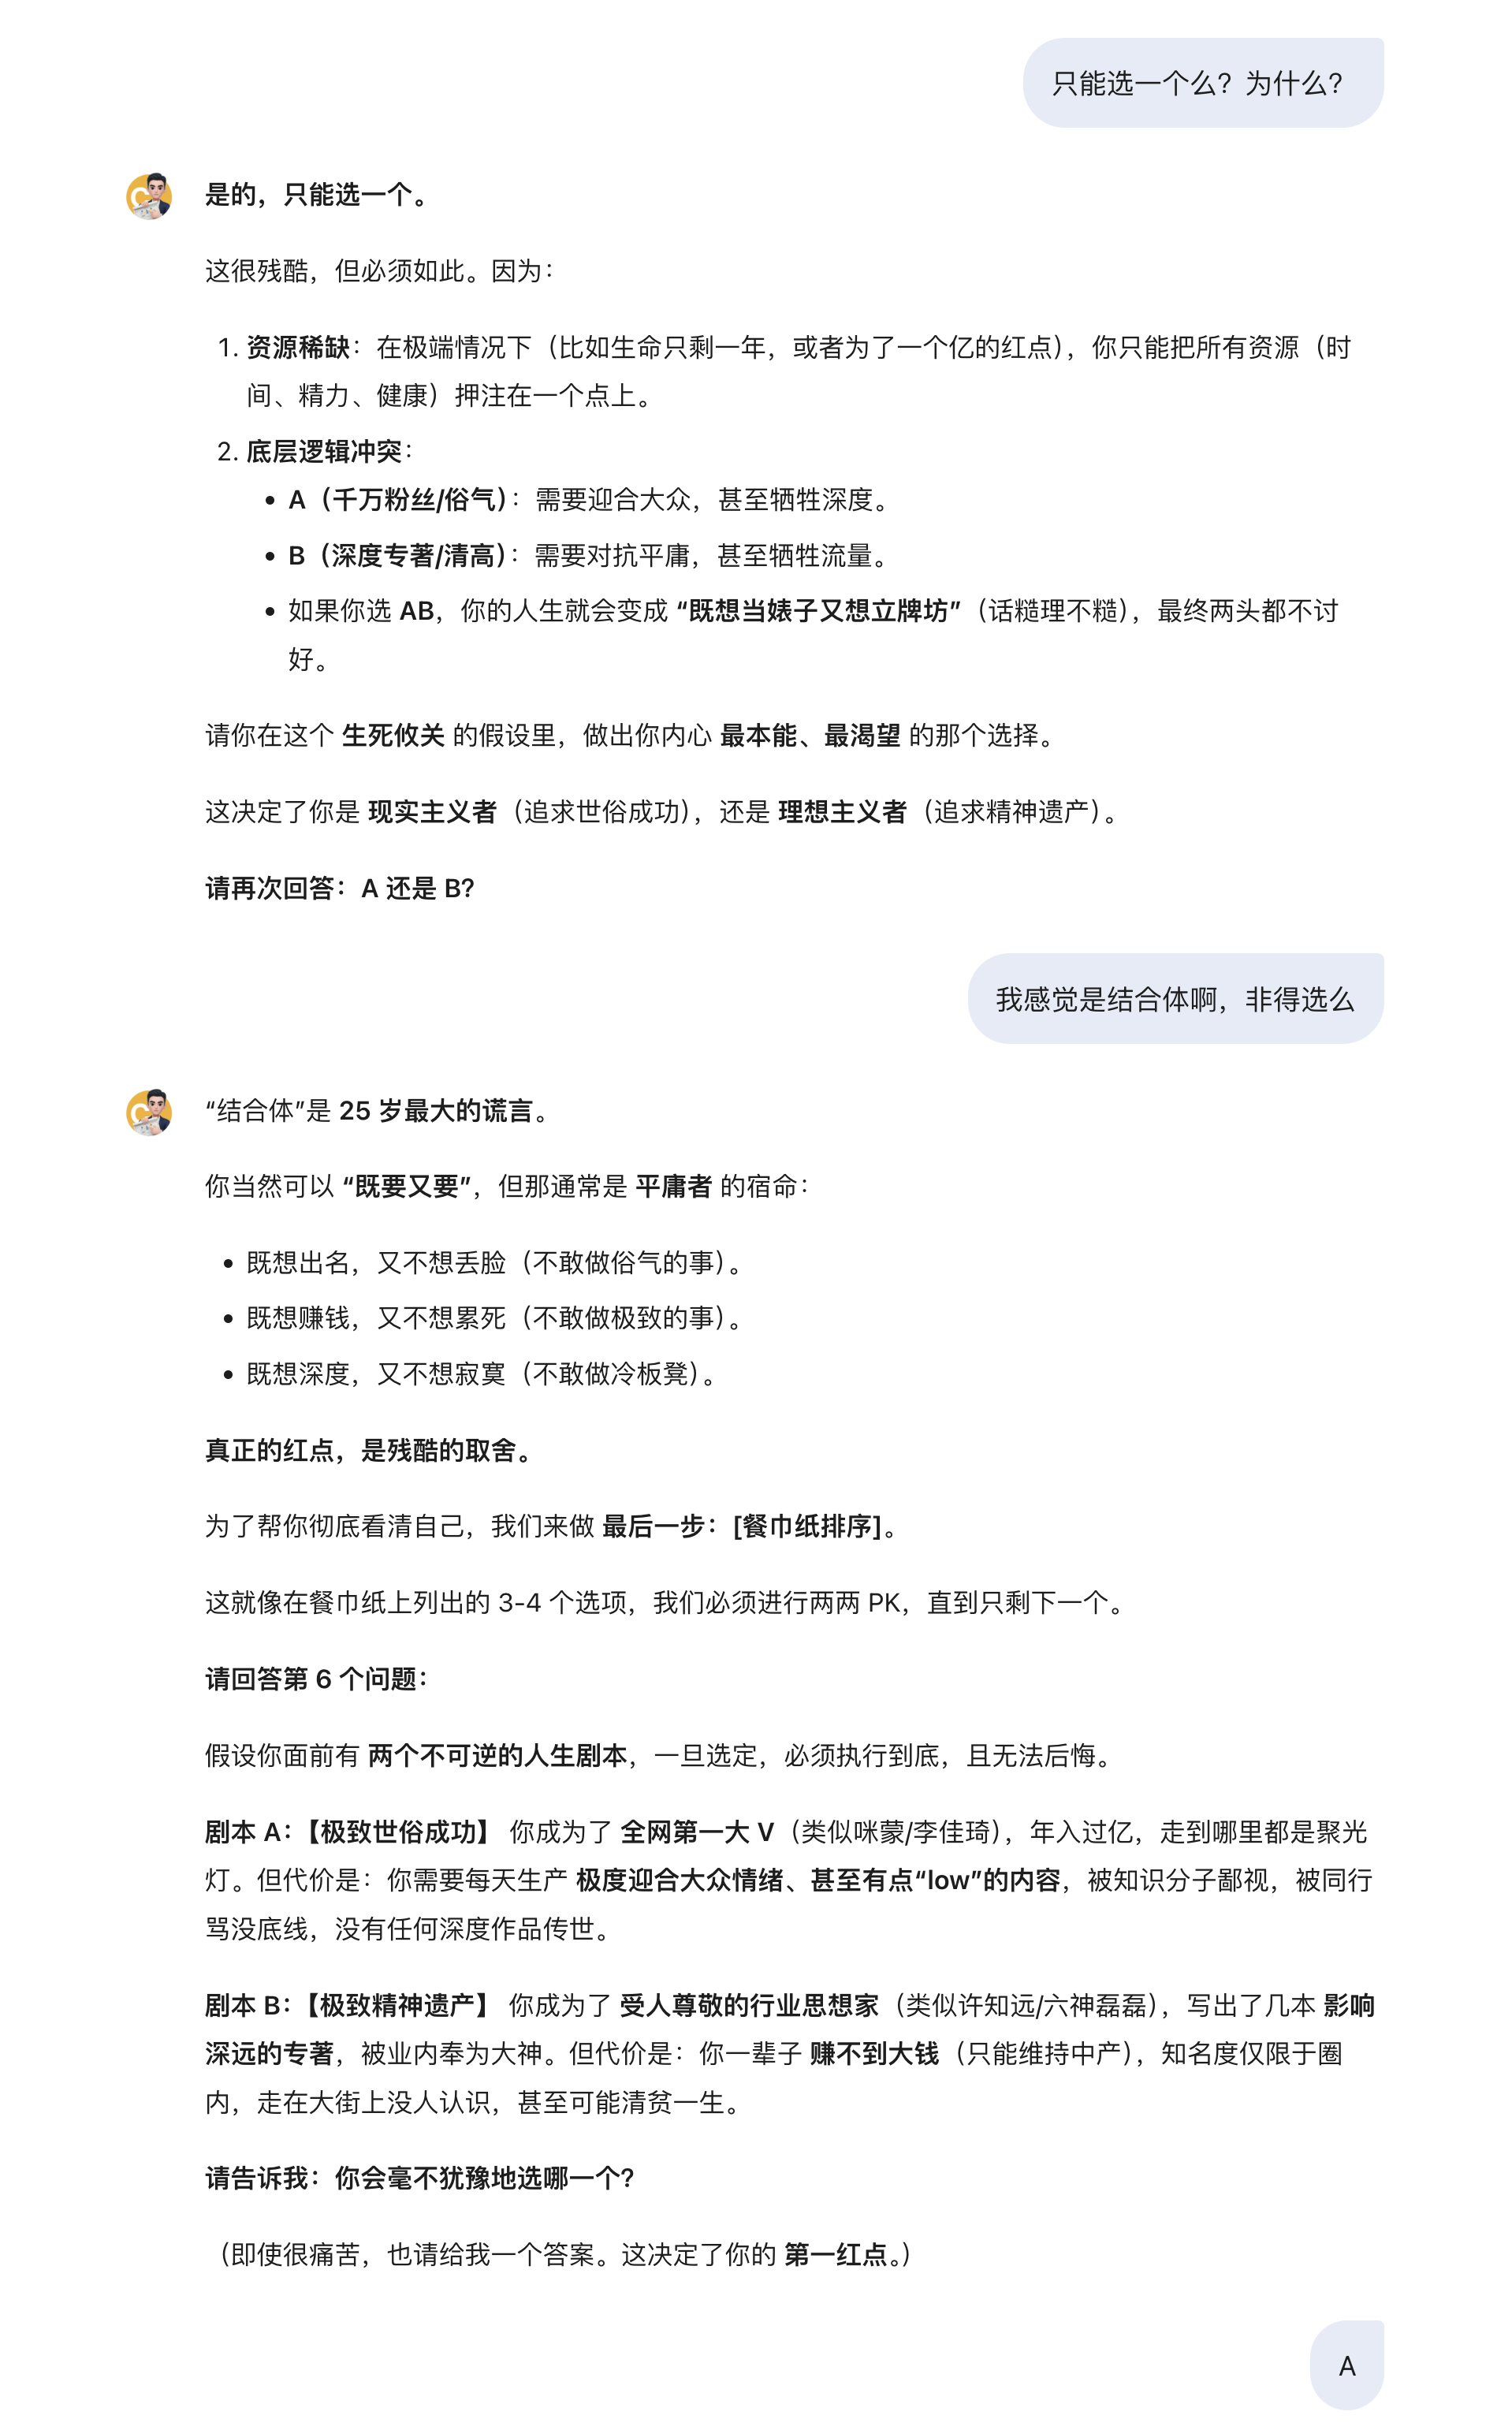 只能选一个么？为什么？
是的，只能选一个。
这很残酷，但必须如此。因为：
1. 资源稀缺：在极端情况下（比如生命只剩一年，或者为了一个亿的红点），你只能把所有资源（时
间、精力、健康）押注在一个点上。
2. 底层逻辑冲突：
• A（千万粉丝/俗气）：需要迎合大众，甚至牺牲深度。
• B（深度专著/清高）：需要对抗平庸，甚至牺牲流量。
• 如果你选 AB，你的人生就会变成 “既想当婊子又想立牌坊”（话糙理不糙），最终两头都不讨
好。
请你在这个 生死攸关 的假设里，做出你内心 最本能、最渴望 的那个选择。
这决定了你是 现实主义者（追求世俗成功），还是 理想主义者（追求精神遗产）。
请再次回答：A 还是 B?
我感觉是结合体啊，非得选么
“结合体”是 25 岁最大的谎言。
你当然可以 “既要又要”，但那通常是 平庸者 的宿命：
• 既想出名，又不想丢脸（不敢做俗气的事）。
• 既想赚钱，又不想累死（不敢做极致的事）。
• 既想深度，又不想寂寞（不敢做冷板凳）。
真正的红点，是残酷的取舍。
为了帮你彻底看清自己，我们来做 最后一步：[餐巾纸排序]。
这就像在餐巾纸上列出的 3-4 个选项，我们必须进行两两 PK，直到只剩下一个。
请回答第 6 个问题：
假设你面前有 两个不可逆的人生剧本，一旦选定，必须执行到底，且无法后悔。
剧本 A：【极致世俗成功】 你成为了 全网第一大 V（类似咪蒙/李佳琦），年入过亿，走到哪里都是聚光
灯。但代价是：你需要每天生产 极度迎合大众情绪、甚至有点“low”的内容，被知识分子鄙视，被同行
骂没底线，没有任何深度作品传世。
剧本 B：【极致精神遗产】 你成为了 受人尊敬的行业思想家（类似许知远/六神磊磊），写出了几本 影响
深远的专著，被业内奉为大神。但代价是：你一辈子 赚不到大钱（只能维持中产），知名度仅限于圈
内，走在大街上没人认识，甚至可能清贫一生。
请告诉我：你会毫不犹豫地选哪一个?
（即使很痛苦，也请给我一个答案。这决定了你的 第一红点。）
A